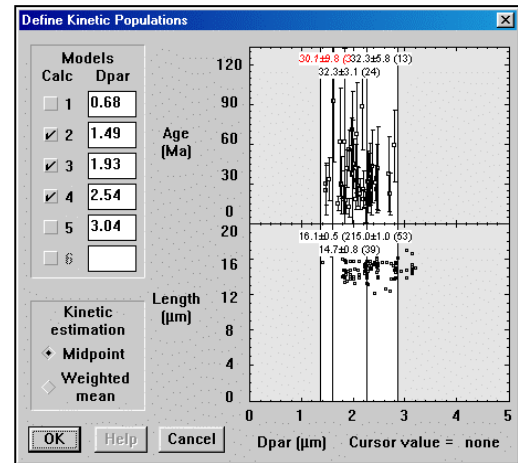 Define Kinetic Populations
Models
Calc Dpar
1 0.68
2 1.49
3 1.93
4 2.54
5 3.04
6
Kinetic
estimation
Midpoint
Weighted
mean
OK Help Cancel
Age
(Ma)
120
90
60
30
0
30.1±9.8 (3 32.3±5.8 (13)
32.3±3.1 (24)
Length
(µm)
20
16
12
8
4
0
16.1±0.5 (2 15.0±1.0 (53)
14.7±0.8 (39)
0 1 2 3 4 5
Dpar (µm) Cursor value = none